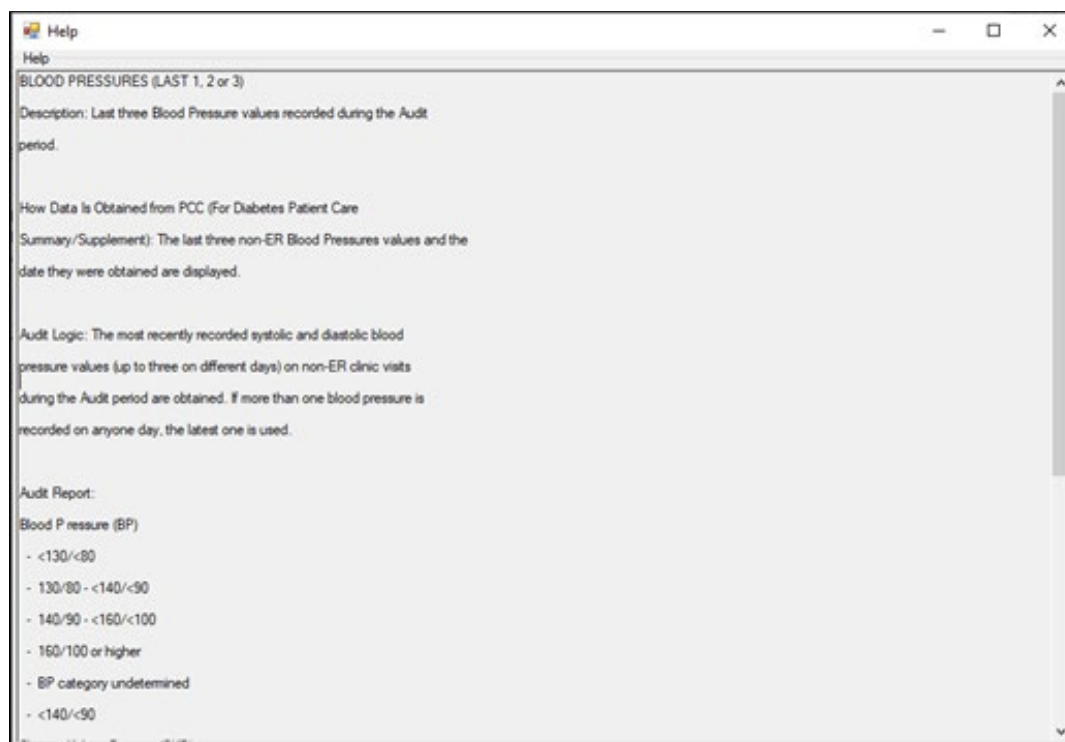 Help
Help
BLOOD PRESSURES (LAST 1, 2 or 3)
Description: Last three Blood Pressure values recorded during the Audit
period.
How Data Is Obtained from PCC (For Diabetes Patient Care
Summary/Supplement): The last three non-ER Blood Pressures values and the
date they were obtained are displayed.
Audit Logic: The most recently recorded systolic and diastolic blood
pressure values (up to three on different days) on non-ER clinic visits
during the Audit period are obtained. If more than one blood pressure is
recorded on anyone day, the latest one is used.
Audit Report:
Blood P ressure (BP)
- <130/<80
- 130/80 - <140/<90
- 140/90 - <160/<100
- 160/100 or higher
- BP category undetermined
- <140/<90